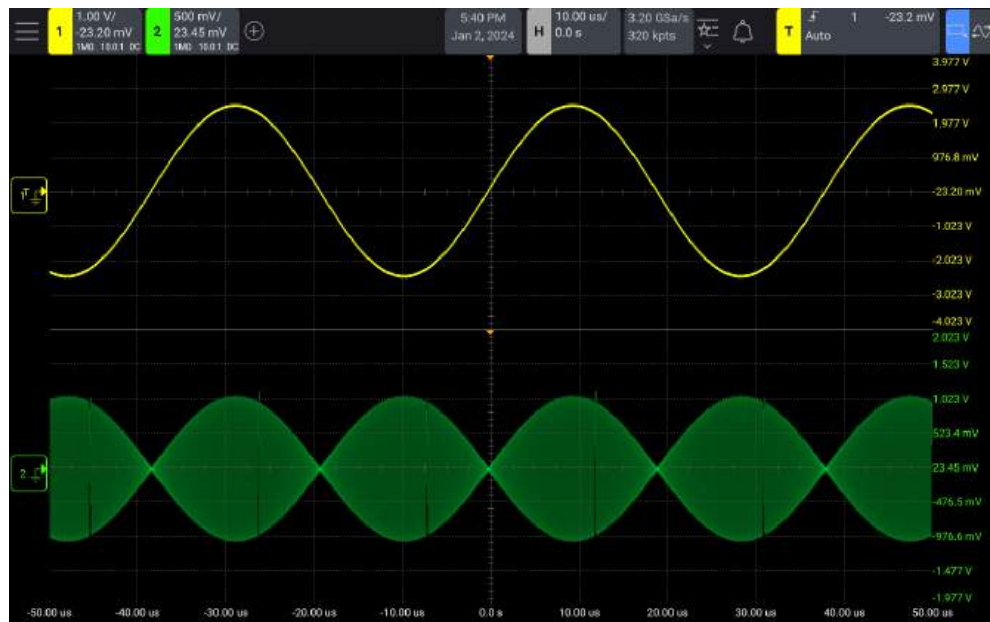 1 1.00 V/ -23.20 mV 1MΩ 10.0:1 DC
2 500 mV/ 23.45 mV 1MΩ 10.0:1 DC
5:40 PM
Jan 2, 2024
H 10.00 us/ 0.0 s
3.20 GSa/s
320 kpts
T 1 -23.2 mV
Auto
3.977 V
2.977 V
1.977 V
976.8 mV
1 T -23.20 mV
-1.023 V
-2.023 V
-3.023 V
-4.023 V
2.023 V
1.523 V
1.023 V
523.4 mV
2 23.45 mV
-476.5 mV
-976.6 mV
-1.477 V
-1.977 V
-50.00 us -40.00 us -30.00 us -20.00 us -10.00 us 0.0 s 10.00 us 20.00 us 30.00 us 40.00 us 50.00 us